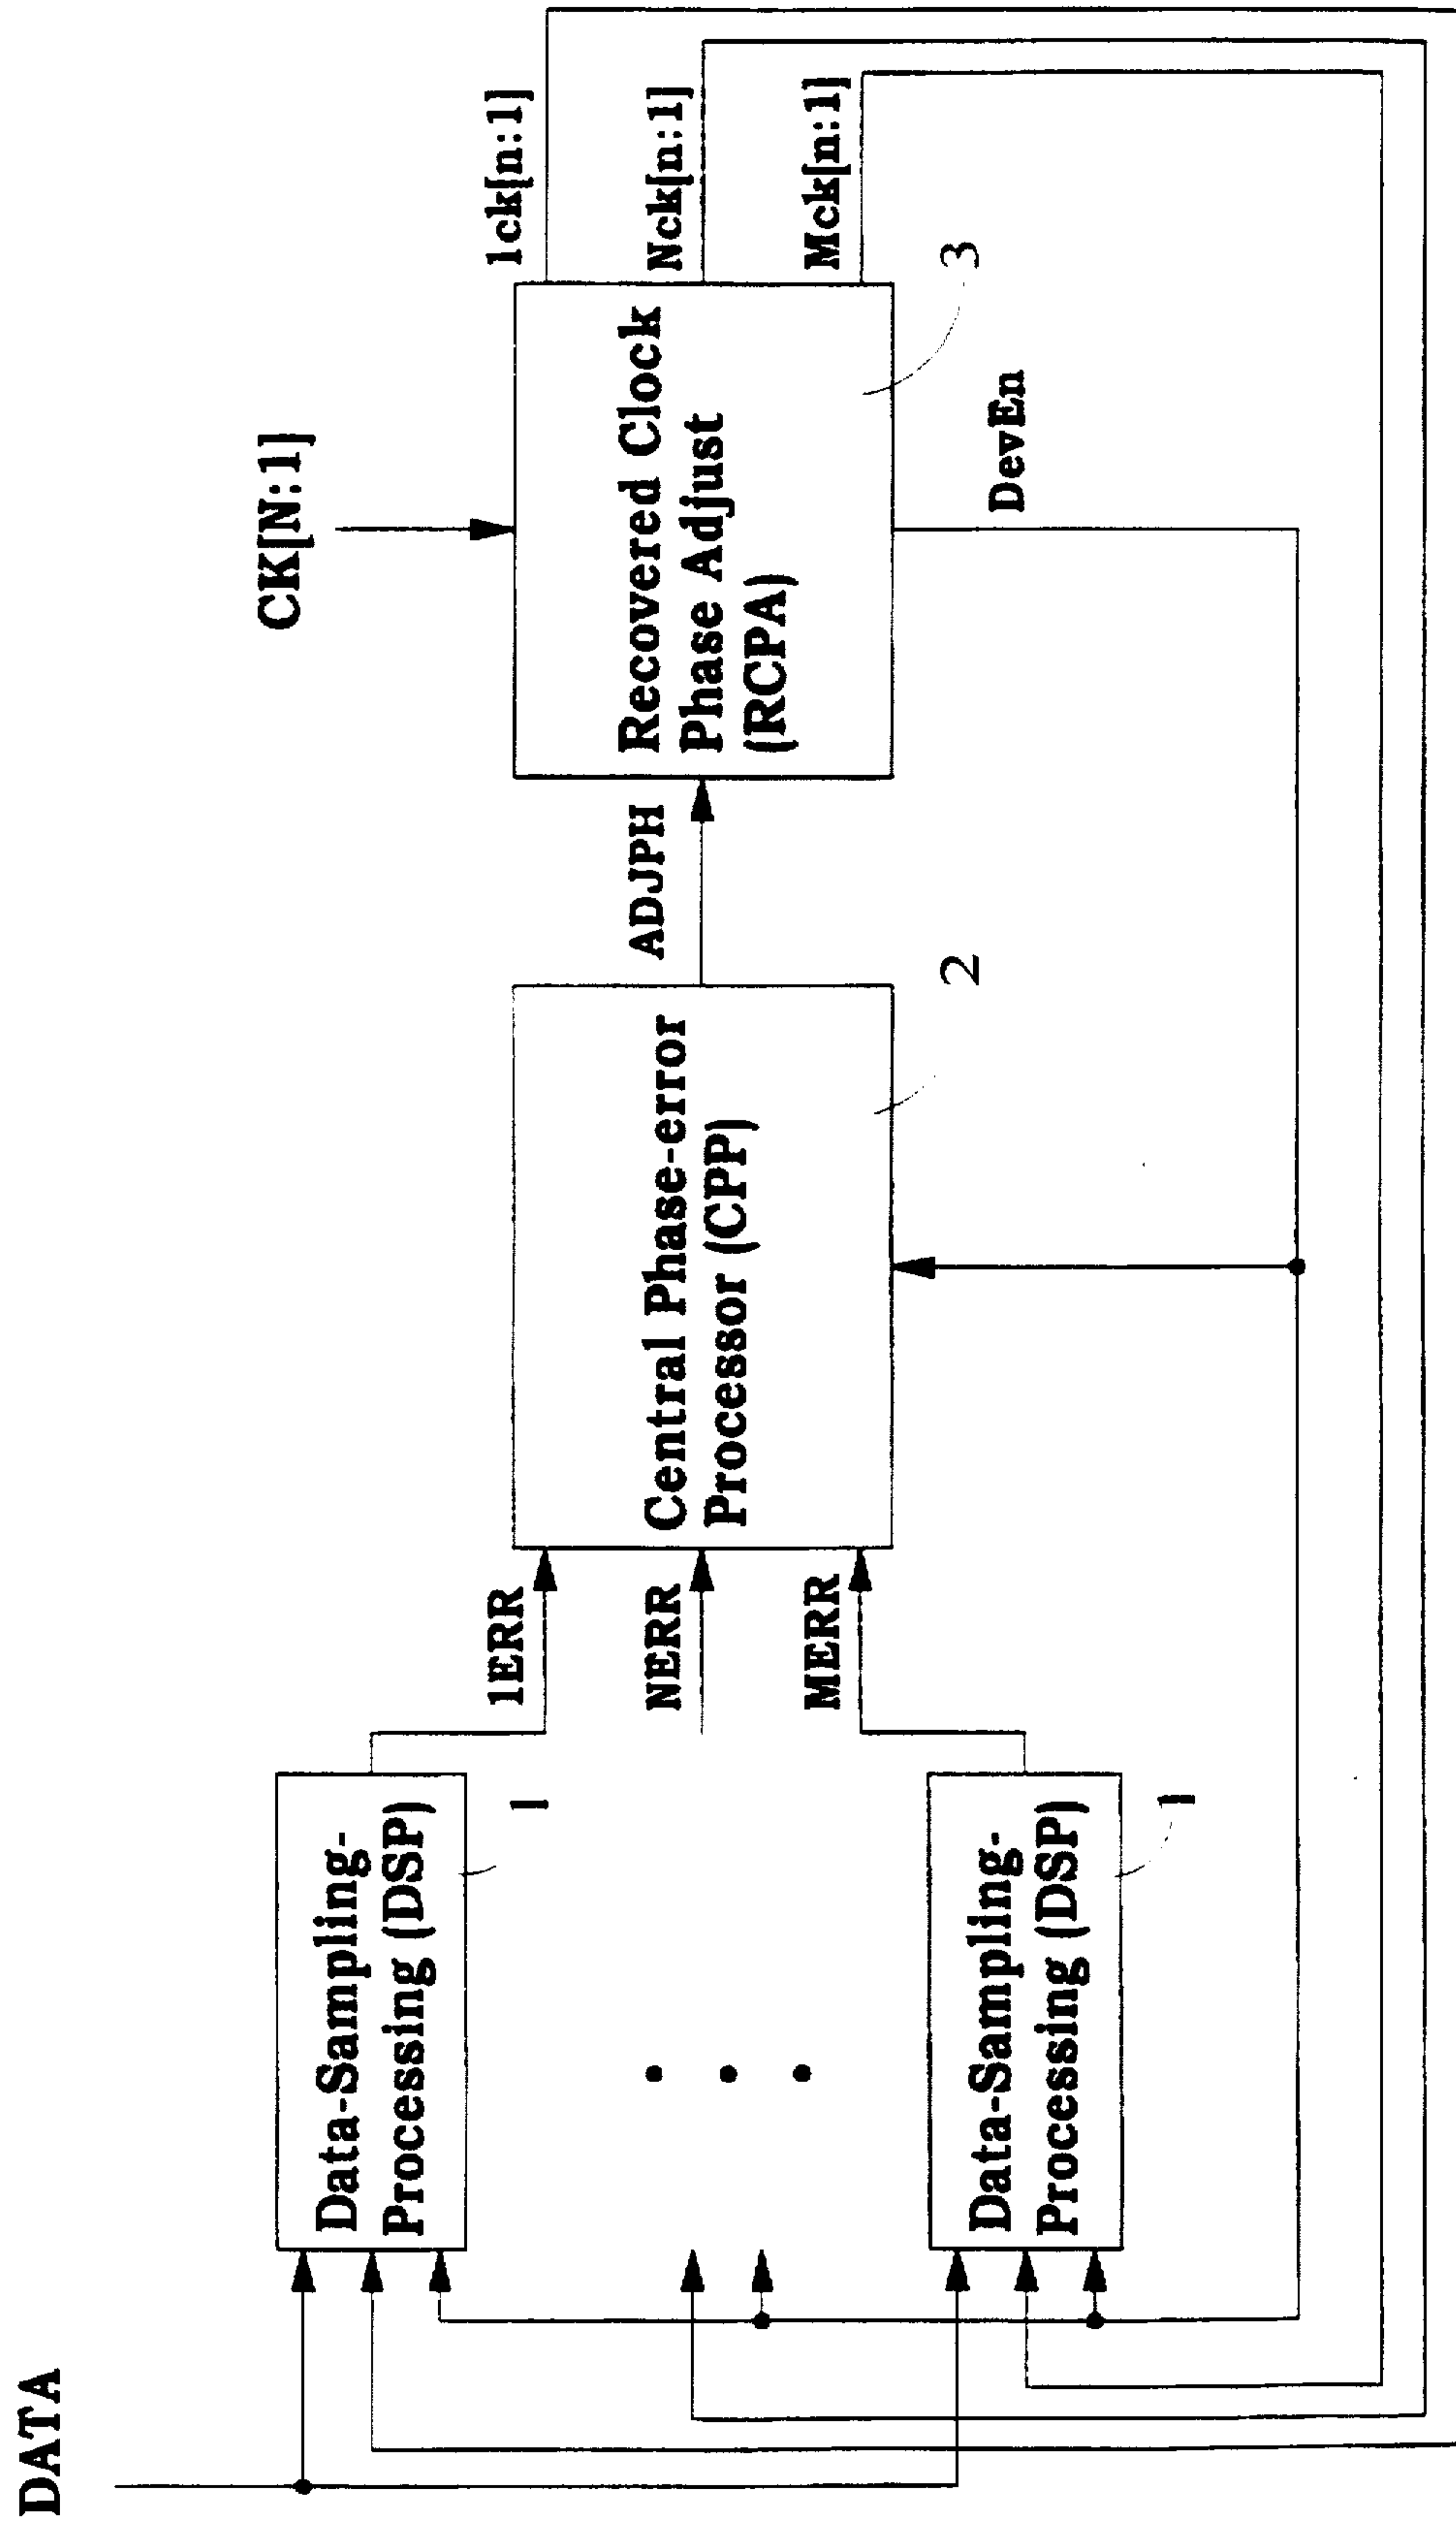 DATA
Data-Sampling-
Processing (DSP)
1
Data-Sampling-
Processing (DSP)
1
1ERR
NERR
MERR
Central Phase-error
Processor (CPP)
2
ADJPH
CK[N:1]
Recovered Clock
Phase Adjust
(RCPA)
3
DevEn
1ck[n:1]
Nck[n:1]
Mck[n:1]